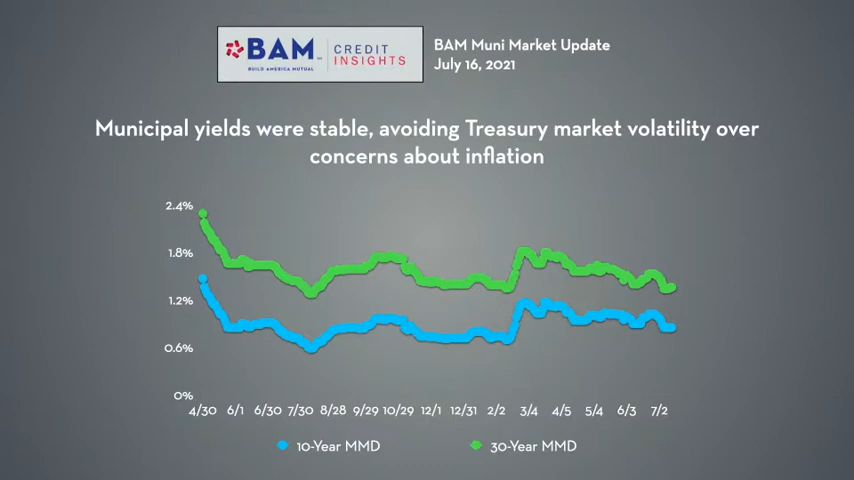 BAM
BUILD AMERICA MUTUAL
CREDIT
INSIGHTS
BAM Muni Market Update
July 16, 2021
Municipal yields were stable, avoiding Treasury market volatility over
concerns about inflation
2.4%
1.8%
1.2%
0.6%
0%
4/30 6/1 6/30 7/30 8/28 9/29 10/29 12/1 12/31 2/2 3/4 4/5 5/4 6/3 7/2
10-Year MMD 30-Year MMD